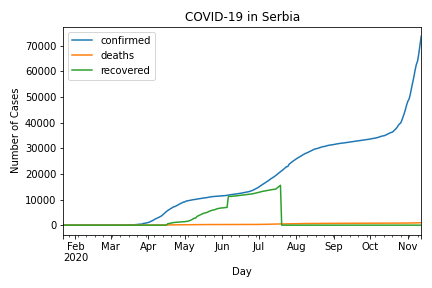 COVID-19 in Serbia
confirmed
deaths
recovered
Number of Cases
70000
60000
50000
40000
30000
20000
10000
0
Feb Mar Apr May Jun Jul Aug Sep Oct Nov
2020
Day